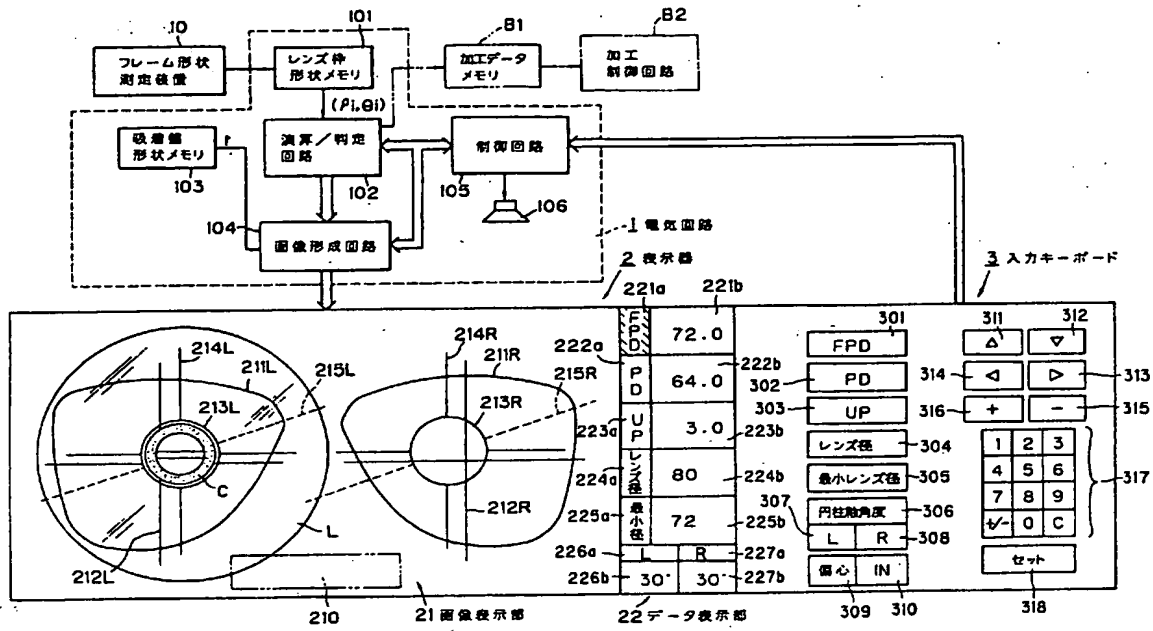 10
101
81
82
フレーム形状
測定装置
レンズ枠
形状メモリ
加工データ
メモリ
加工
制御回路
(ρi,θi)
吸着盤
形状メモリ
103
r
演算/判定
回路
102
制御回路
105
106
104
画像形成回路
1 電気回路
2 表示器
3 入力キーボード
221a
221b
222a
222b
223a
223b
224a
224b
225a
225b
226a
227a
226b
227b
FPD
72.0
PD
64.0
UP
3.0
レンズ径
80
最小径
72
L
R
30°
30°
22 データ表示部
214L
211L
215L
213L
C
L
212L
210
21 画像表示部
214R
211R
215R
213R
212R
301
FPD
302
PD
303
UP
レンズ径
304
最小レンズ径
305
円柱軸角度
306
307
L
R
308
偏心
IN
309
310
311
△
▽
312
314
◁
▷
313
316
+
−
315
1 2 3
4 5 6
7 8 9
+/− 0 C
317
セット
318